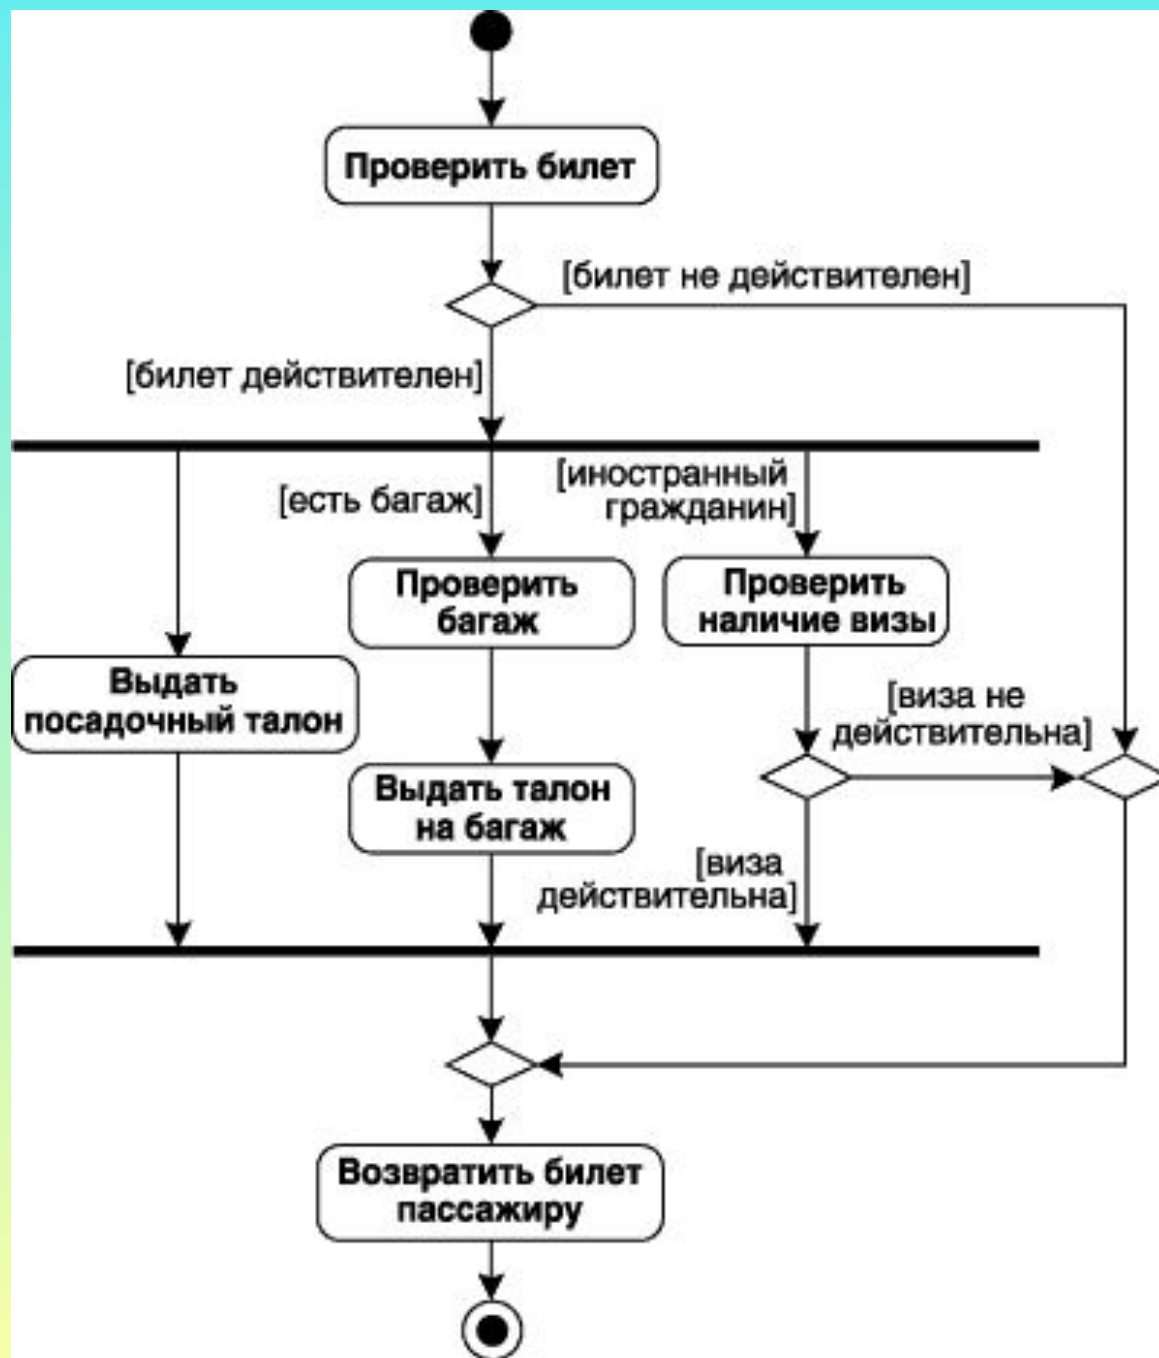 Проверить билет
[билет не действителен]
[билет действителен]
[есть багаж]
[иностранный
гражданин]
Проверить
багаж
Проверить
наличие визы
Выдать
посадочный талон
[виза не
действительна]
Выдать талон
на багаж
[виза
действительна]
Возвратить билет
пассажиру